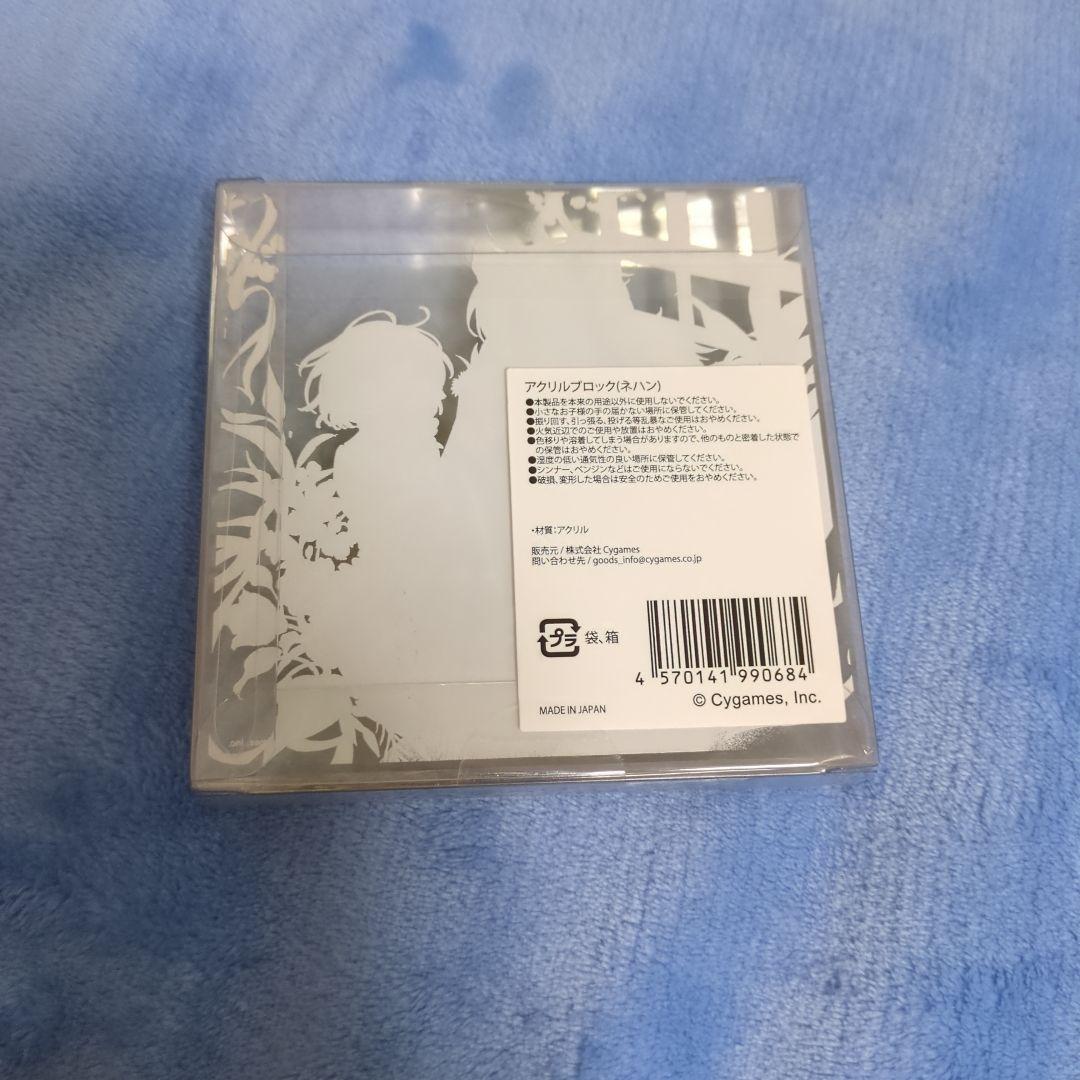 アクリルブロック(ネハン)
●本製品を本来の用途以外に使用しないでください。
●小さなお子様の手の届かない場所に保管してください。
●振り回す、引っ張る、投げる等乱暴なご使用はおやめください。
●火気近辺でのご使用や放置はおやめください。
●色移りや溶着してしまう場合がありますので、他のものと密着した状態で
の保管はおやめください。
●湿度の低い通気性の良い場所に保管してください。
●シンナー、ベンジンなどはご使用にならないでください。
●破損、変形した場合は安全のためご使用をおやめください。
・材質:アクリル
販売元 / 株式会社 Cygames
問い合わせ先 / goods_info@cygames.co.jp
プラ 袋、箱
4 570141 990684
© Cygames, Inc.
MADE IN JAPAN